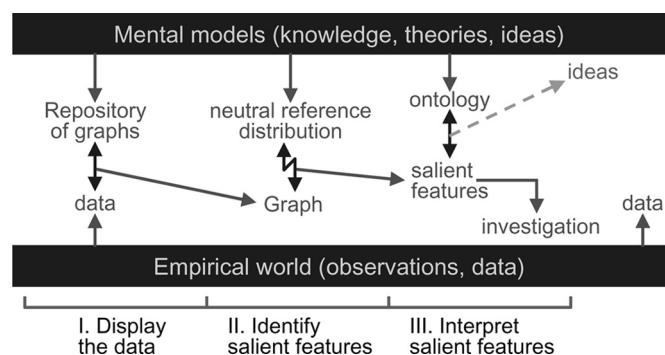 Mental models (knowledge, theories, ideas)
ideas
Repository
of graphs
neutral reference
distribution
ontology
salient
features
data
Graph
investigation
data
Empirical world (observations, data)
I. Display
the data
II. Identify
salient features
III. Interpret
salient features